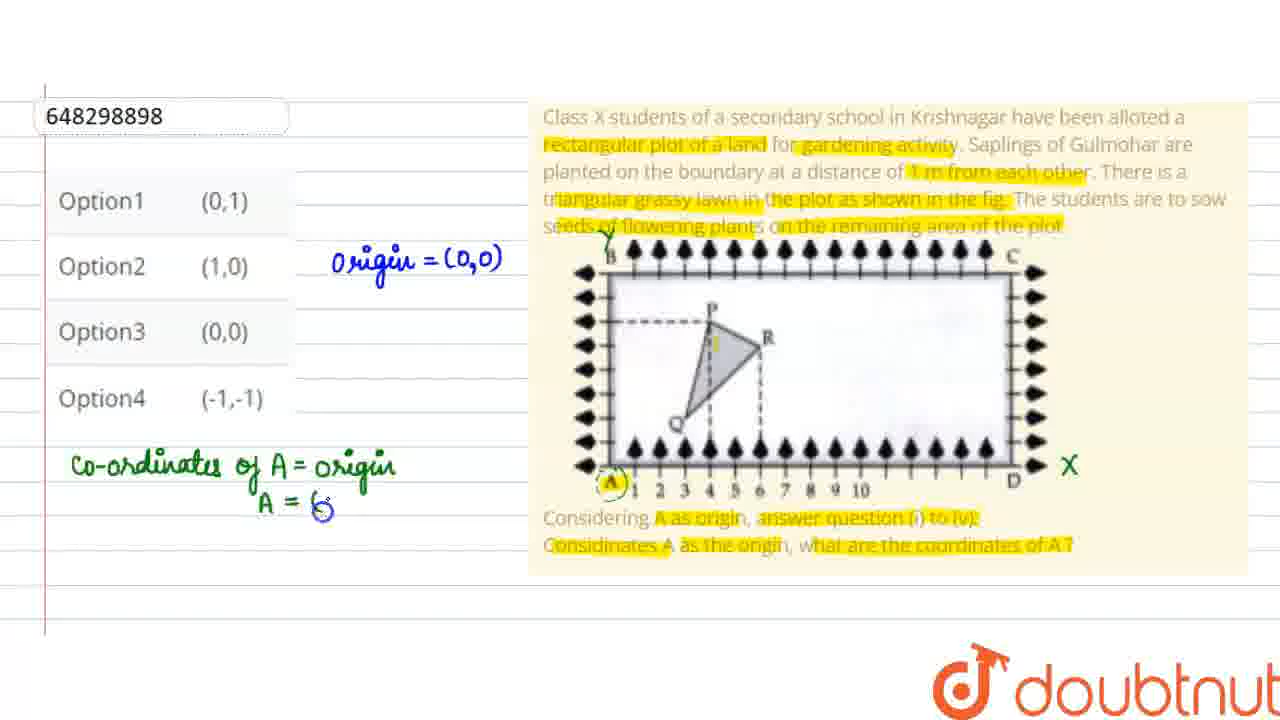 648298898
Option1 (0,1)
Option2 (1,0)
Option3 (0,0)
Option4 (-1,-1)
origin = (0,0)
Co-ordinates of A = origin
A = (
Class X students of a secondary school in Krishnagar have been alloted a
rectangular plot of a land for gardening activity. Saplings of Gulmohar are
planted on the boundary at a distance of 1 m from each other. There is a
triangular grassy lawn in the plot as shown in the fig. The students are to sow
seeds of flowering plants on the remaining area of the plot
Y
B C
P
R
Q
X
A 1 2 3 4 5 6 7 8 9 10 D
Considering A as origin, answer question (i) to (v):
Considinates A as the origin, what are the coordinates of A ?
doubtnut